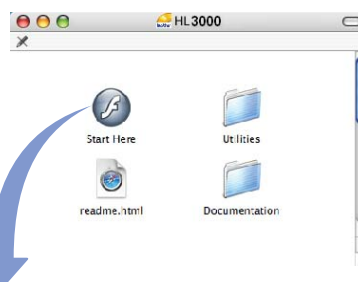 HL3000
Start Here
Utilities
readme.html
Documentation